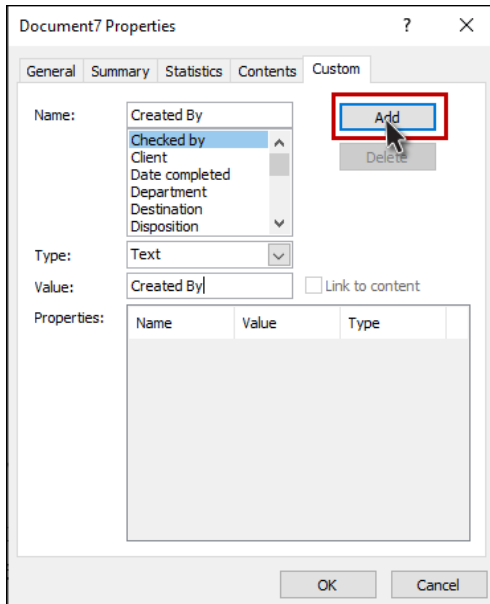 Document7 Properties ?
General Summary Statistics Contents Custom
Name: Created By Add
Checked by
Client Delete
Date completed
Department
Destination
Disposition
Type: Text
Value: Created By Link to content
Properties: Name Value Type
OK Cancel